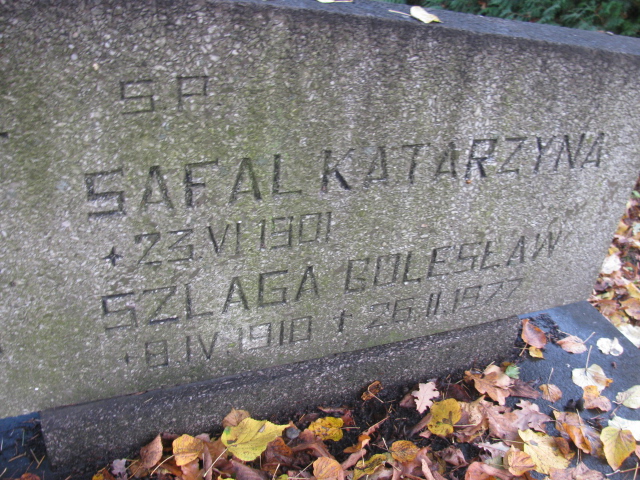 Ś.P.
SAFAL KATARZYNA
+ 23.VI 1901
SZLAGA BOLESŁAW
+ 8.IV 1910 + 26.II.1977